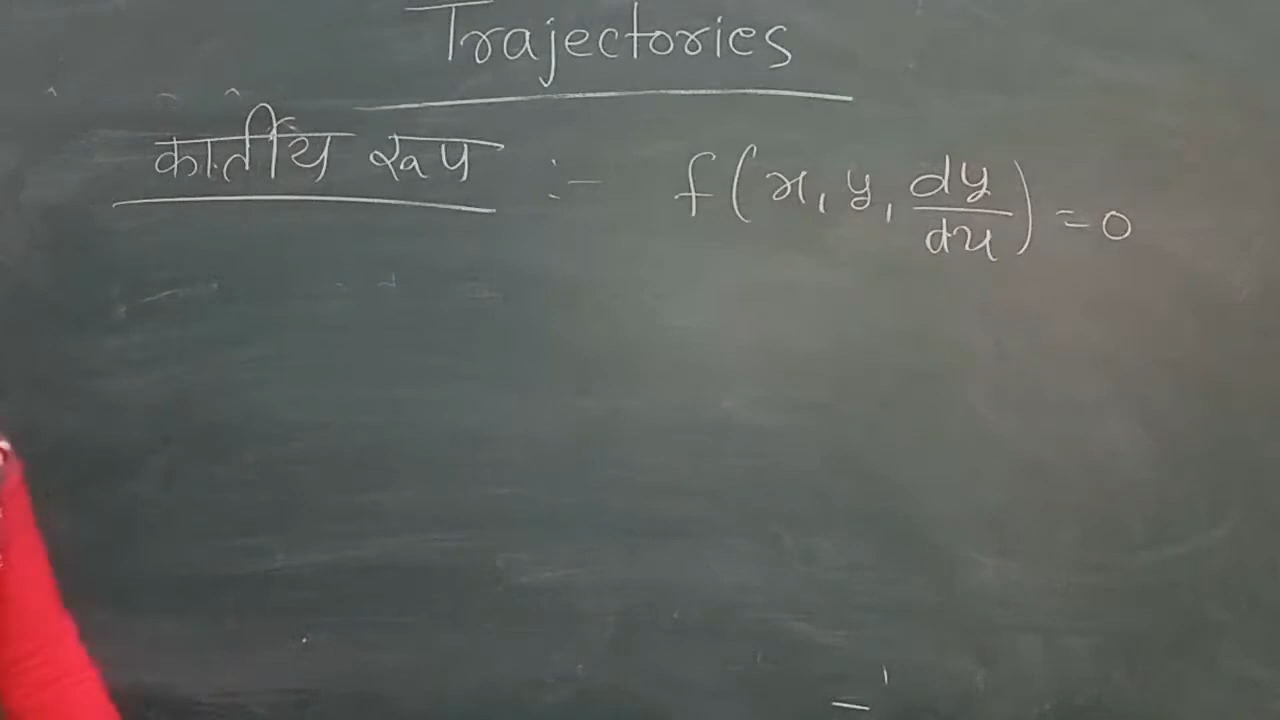 Trajectories
कार्तीय रूप :- f(x, y, dy/dx) = 0